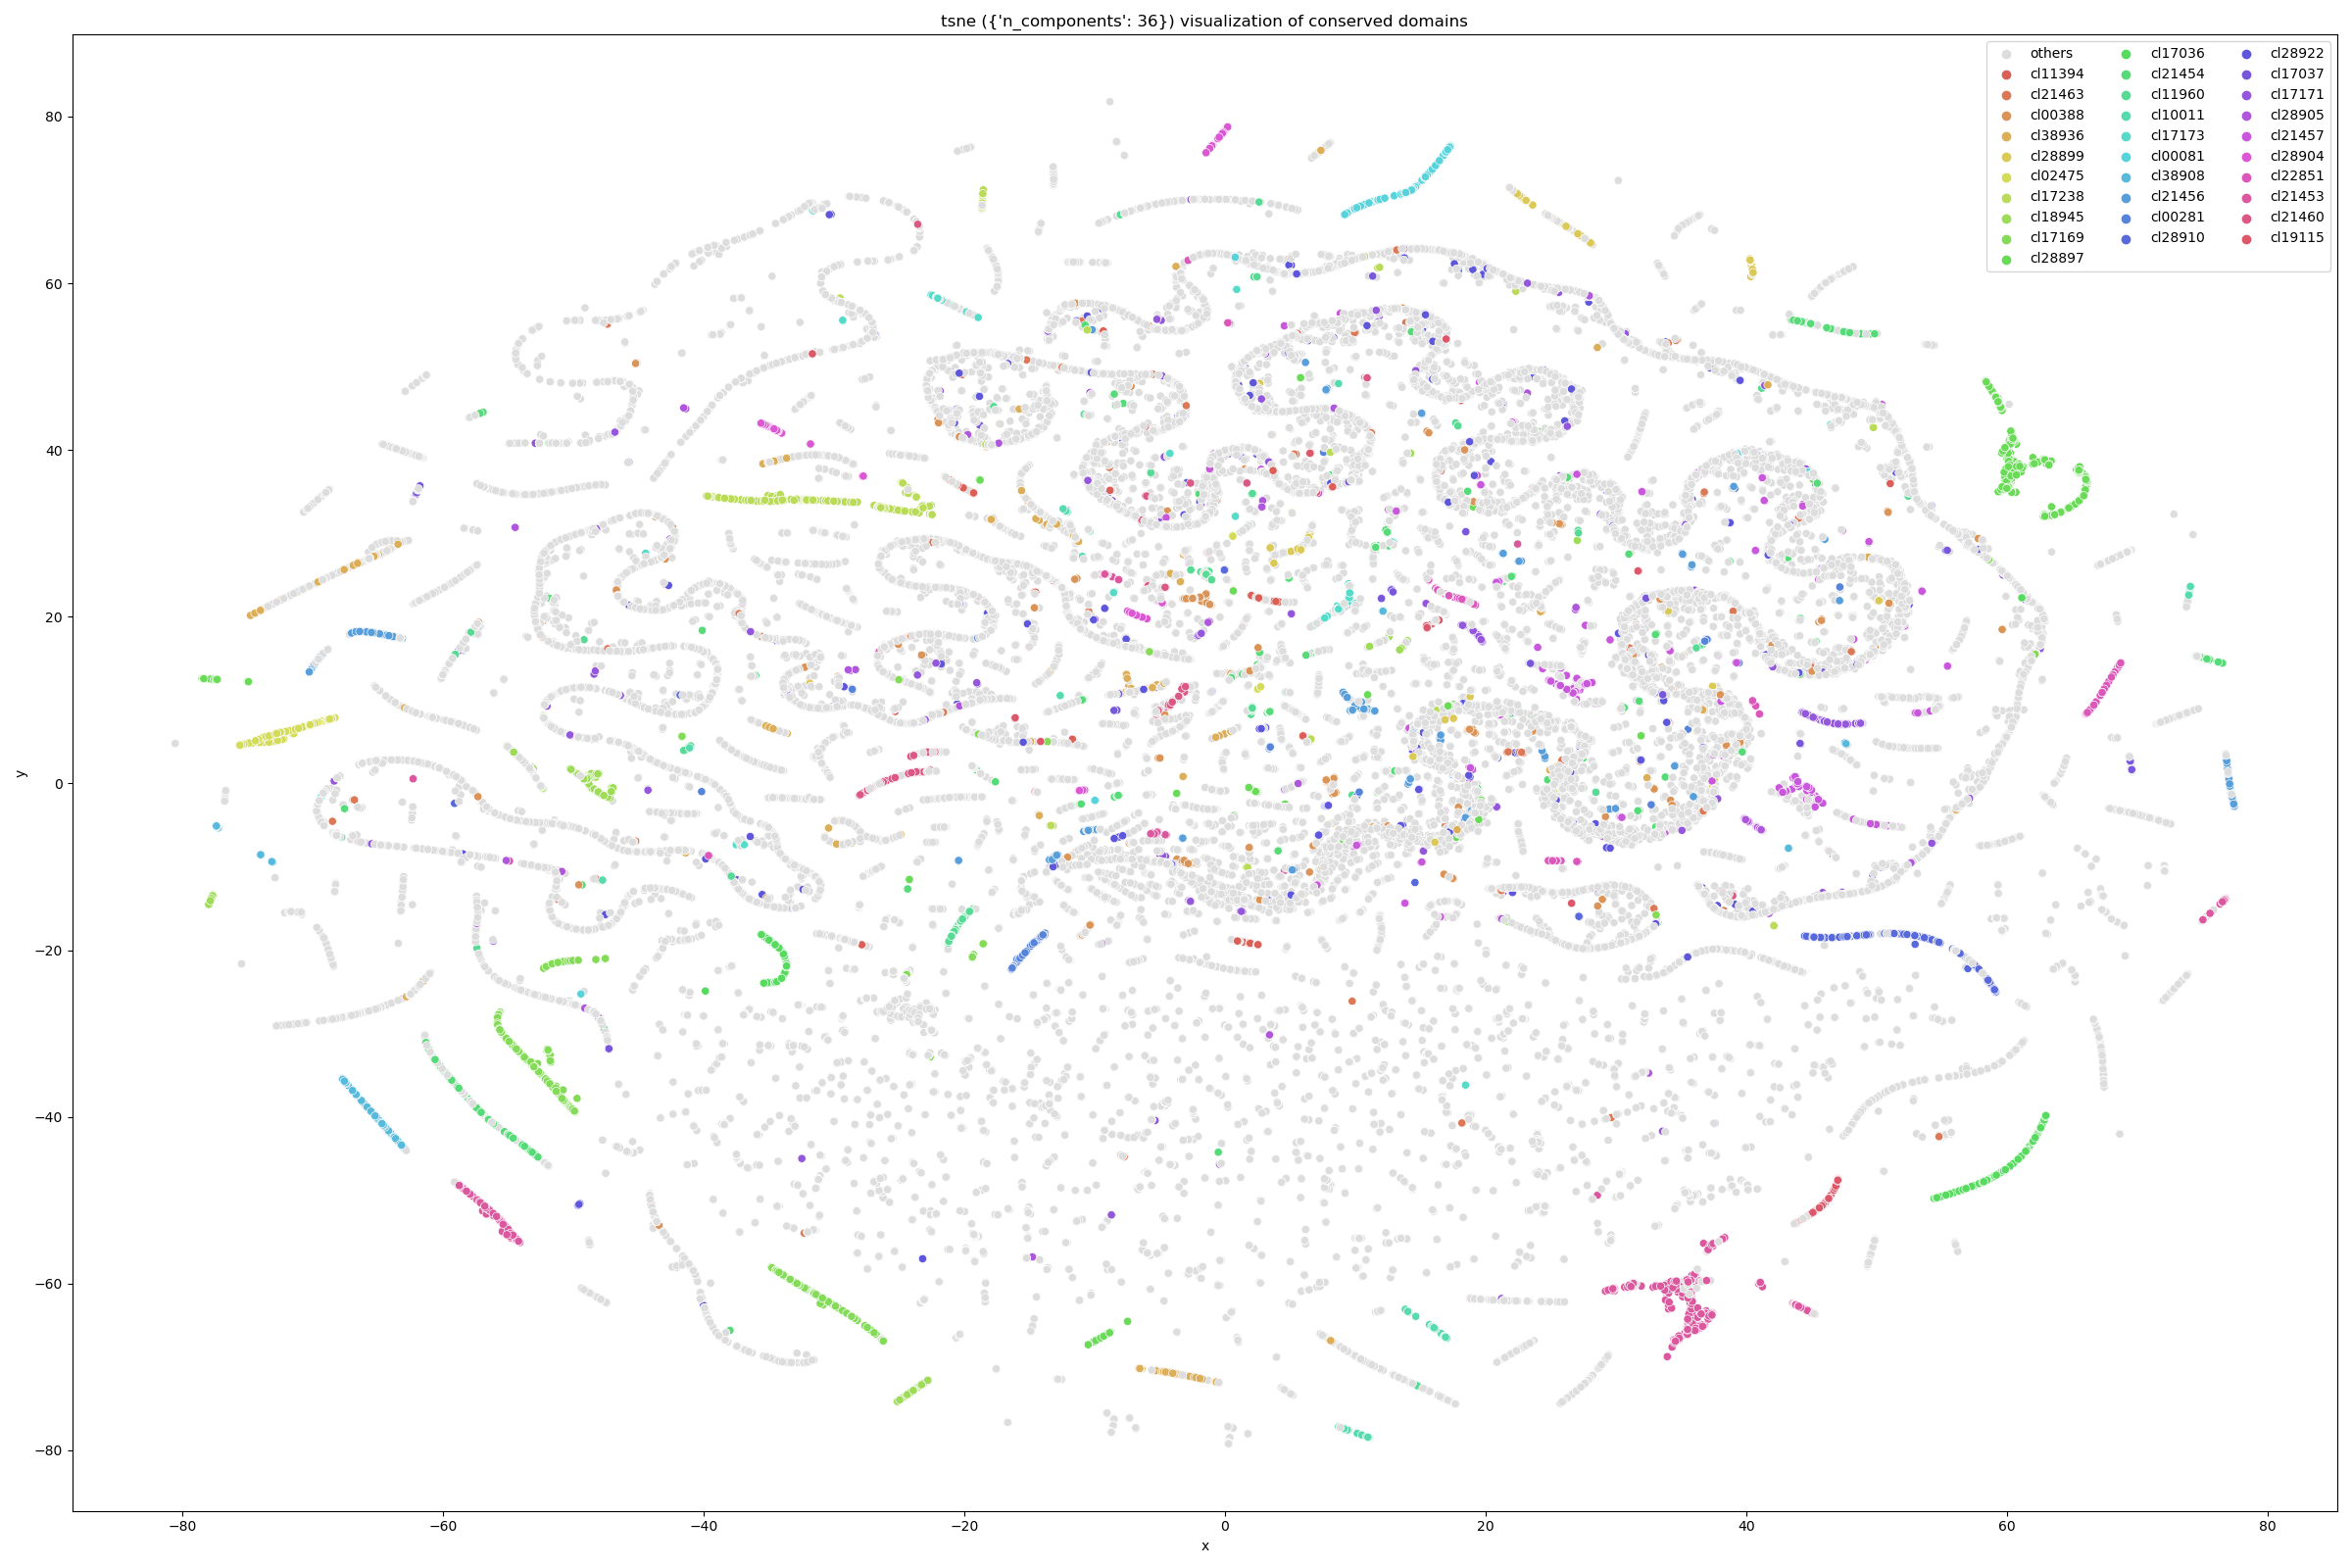 tsne ({'n_components': 36}) visualization of conserved domains
others
cl11394
cl21463
cl00388
cl38936
cl28899
cl02475
cl17238
cl18945
cl17169
cl28897
cl17036
cl21454
cl11960
cl10011
cl17173
cl00081
cl38908
cl21456
cl00281
cl28910
cl28922
cl17037
cl17171
cl28905
cl21457
cl28904
cl22851
cl21453
cl21460
cl19115
80
60
40
20
0
−20
−40
−60
−80
y
−80 −60 −40 −20 0 20 40 60 80
x